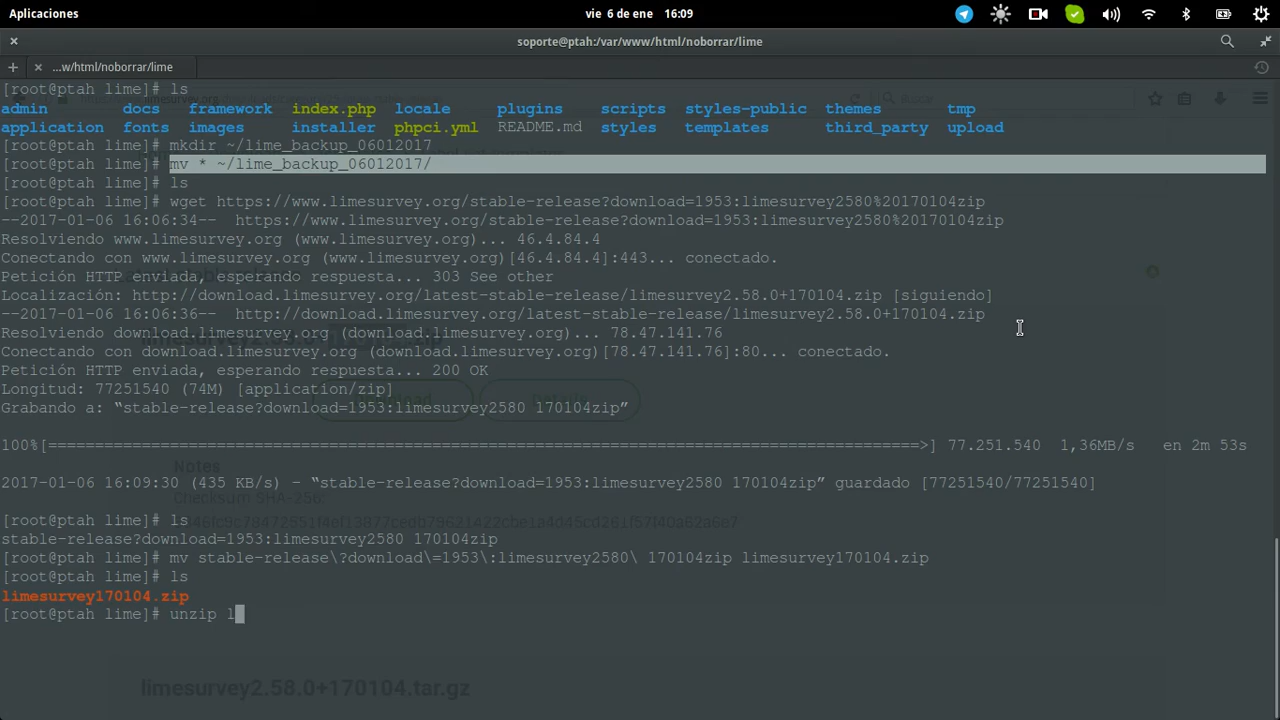 Aplicaciones
vie 6 de ene 16:09
soporte@ptah:/var/www/html/noborrar/lime
...w/html/noborrar/lime
[root@ptah lime]# ls
admin docs framework index.php locale plugins scripts styles-public themes tmp
application fonts images installer phpci.yml README.md styles templates third_party upload
[root@ptah lime]# mkdir ~/lime_backup_06012017
[root@ptah lime]# mv * ~/lime_backup_06012017/
[root@ptah lime]# ls
[root@ptah lime]# wget https://www.limesurvey.org/stable-release?download=1953:limesurvey2580%20170104zip
--2017-01-06 16:06:34-- https://www.limesurvey.org/stable-release?download=1953:limesurvey2580%20170104zip
Resolviendo www.limesurvey.org (www.limesurvey.org)... 46.4.84.4
Conectando con www.limesurvey.org (www.limesurvey.org)[46.4.84.4]:443... conectado.
Petición HTTP enviada, esperando respuesta... 303 See other
Localización: http://download.limesurvey.org/latest-stable-release/limesurvey2.58.0+170104.zip [siguiendo]
--2017-01-06 16:06:36-- http://download.limesurvey.org/latest-stable-release/limesurvey2.58.0+170104.zip
Resolviendo download.limesurvey.org (download.limesurvey.org)... 78.47.141.76
Conectando con download.limesurvey.org (download.limesurvey.org)[78.47.141.76]:80... conectado.
Petición HTTP enviada, esperando respuesta... 200 OK
Longitud: 77251540 (74M) [application/zip]
Grabando a: “stable-release?download=1953:limesurvey2580 170104zip”
100%[=============================================================================================>] 77.251.540 1,36MB/s en 2m 53s
Notes
2017-01-06 16:09:30 (435 KB/s) - “stable-release?download=1953:limesurvey2580 170104zip” guardado [77251540/77251540]
Checksum SHA-256:
[root@ptah lime]# ls
stable-release?download=1953:limesurvey2580 170104zip
[root@ptah lime]# mv stable-release\?download\=1953\:limesurvey2580\ 170104zip limesurvey170104.zip
[root@ptah lime]# ls
limesurvey170104.zip
[root@ptah lime]# unzip l
limesurvey2.58.0+170104.tar.gz